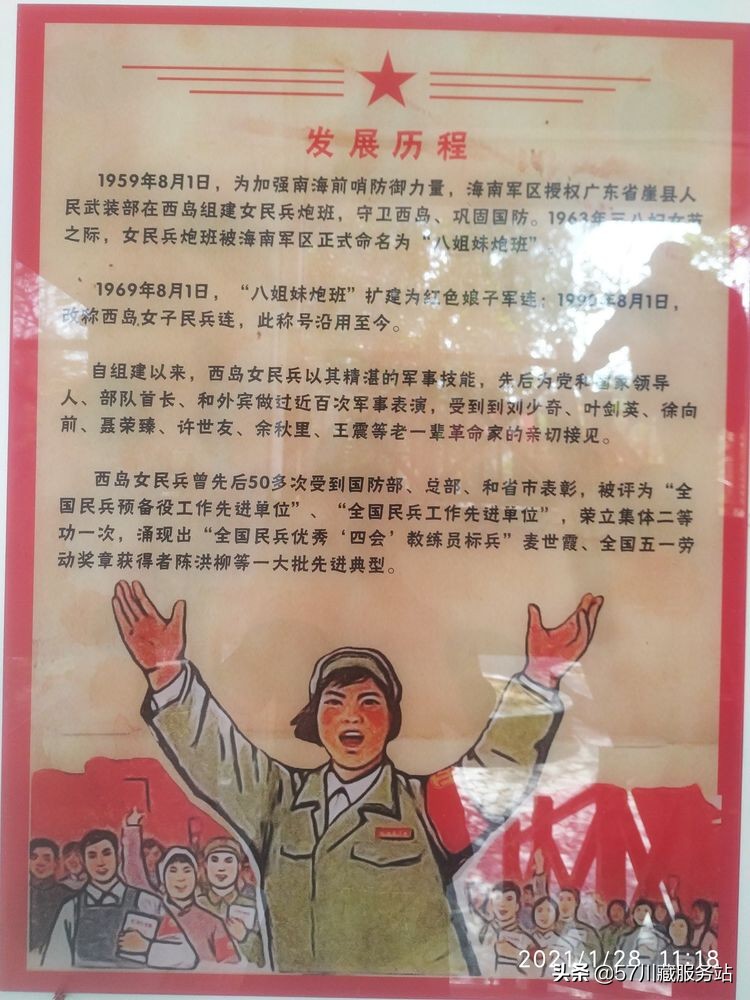 发展历程
1959年8月1日，为加强南海前哨防御力量，海南军区授权广东省崖县人
民武装部在西岛组建女民兵炮班，守卫西岛、巩固国防。1963年三八妇女节
之际，女民兵炮班被海南军区正式命名为“八姐妹炮班”。
1969年8月1日，“八姐妹炮班”扩建为红色娘子军连；199 年8月1日，
改称西岛女子民兵连，此称号沿用至今。
自组建以来，西岛女民兵以其精湛的军事技能，先后为党和国家领导
人、部队首长、和外宾做过近百次军事表演，受到到刘少奇、叶剑英、徐向
前、聂荣臻、许世友、余秋里、王震等老一辈革命家的亲切接见。
西岛女民兵曾先后50多次受到国防部、总部、和省市表彰，被评为“全
国民兵预备役工作先进单位”、“全国民兵工作先进单位”，荣立集体二等
功一次，涌现出“全国民兵优秀‘四会’教练员标兵”麦世霞、全国五一劳
动奖章获得者陈洪柳等一大批先进典型。
2021/1/28 11:18
头条@57川藏服务站